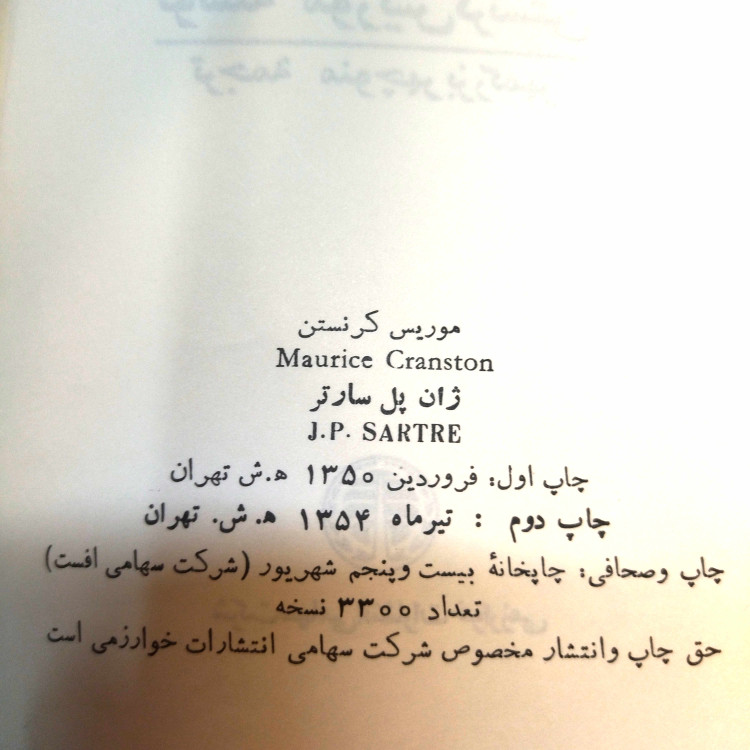 موریس کرنستن
Maurice Cranston
ژان پل سارتر
J.P. SARTRE
چاپ اول: فروردین ۱۳۵۰ ه‍.ش تهران
چاپ دوم : تیرماه ۱۳۵۴ ه‍.ش. تهران
چاپ وصحافی: چاپخانهٔ بیست وپنجم شهریور (شرکت سهامی افست)
تعداد ۳۳۰۰ نسخه
حق چاپ وانتشار مخصوص شرکت سهامی انتشارات خوارزمی است